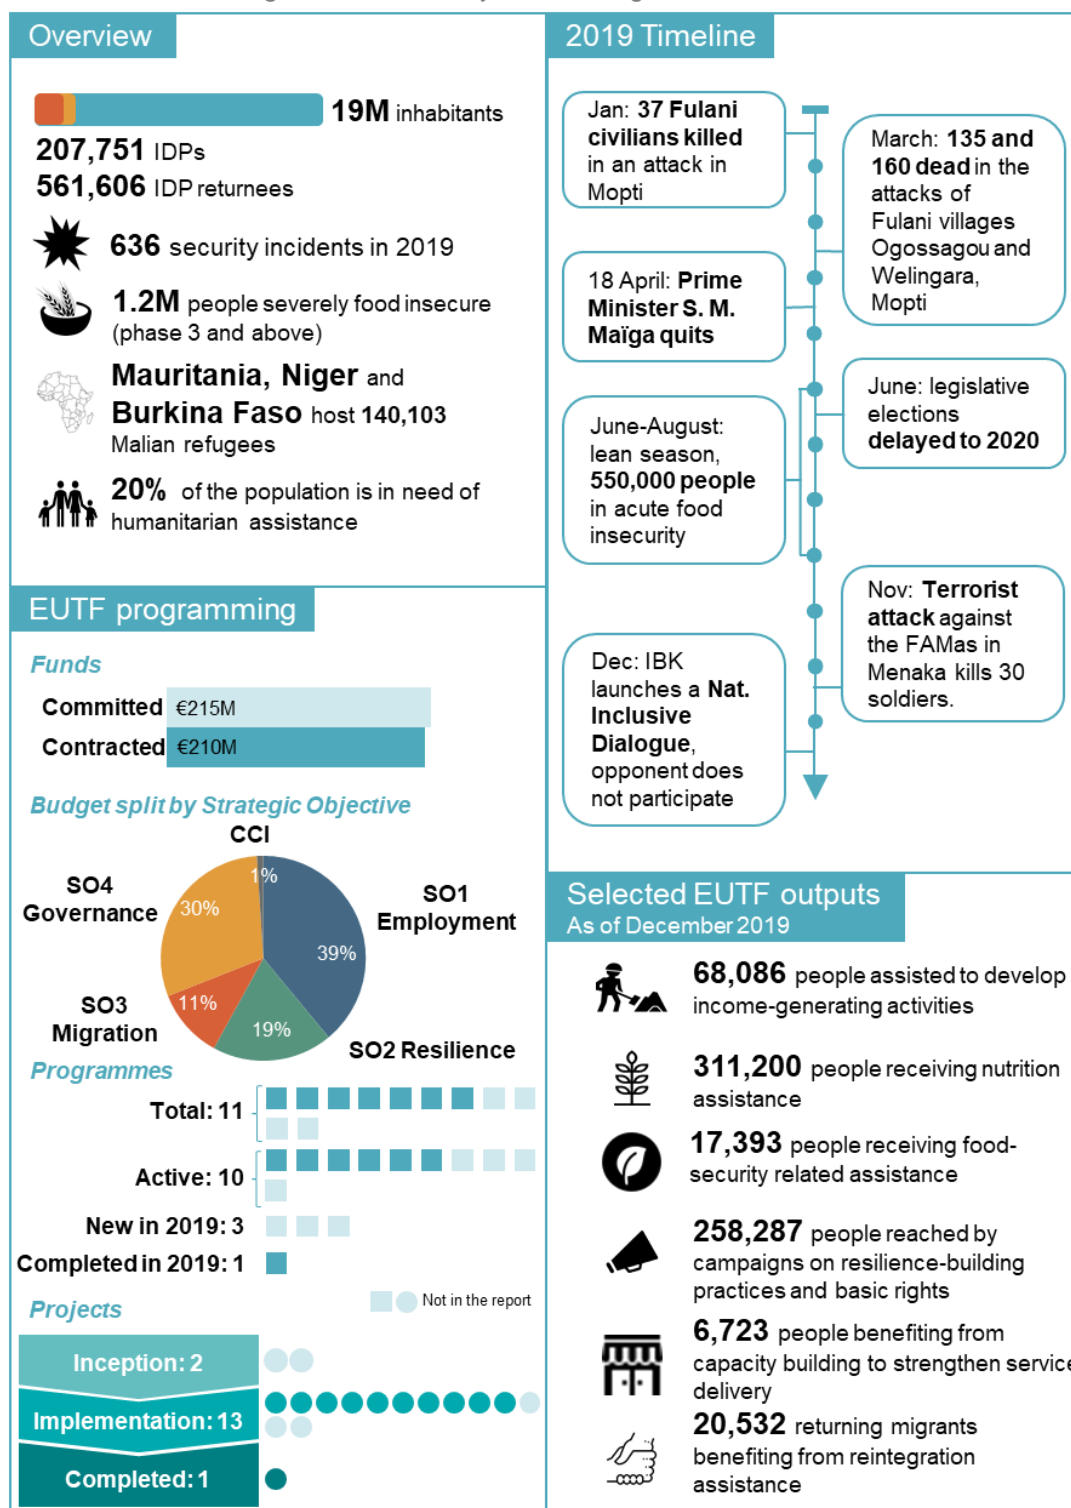 Overview
19M inhabitants
207,751 IDPs
561,606 IDP returnees
636 security incidents in 2019
1.2M people severely food insecure
(phase 3 and above)
Mauritania, Niger and
Burkina Faso host 140,103
Malian refugees
20% of the population is in need of
humanitarian assistance
2019 Timeline
Jan: 37 Fulani
civilians killed
in an attack in
Mopti
March: 135 and
160 dead in the
attacks of
Fulani villages
Ogossagou and
Welingara,
Mopti
18 April: Prime
Minister S. M.
Maïga quits
June: legislative
elections
delayed to 2020
June-August:
lean season,
550,000 people
in acute food
insecurity
Nov: Terrorist
attack against
the FAMas in
Menaka kills 30
soldiers.
Dec: IBK
launches a Nat.
Inclusive
Dialogue,
opponent does
not participate
EUTF programming
Funds
Committed €215M
Contracted €210M
Budget split by Strategic Objective
CCI
1%
SO4
Governance
30%
SO1
Employment
39%
SO3
Migration
11%
19%
SO2 Resilience
Programmes
Total: 11
Active: 10
New in 2019: 3
Completed in 2019: 1
Not in the report
Projects
Inception: 2
Implementation: 13
Completed: 1
Selected EUTF outputs
As of December 2019
68,086 people assisted to develop
income-generating activities
311,200 people receiving nutrition
assistance
17,393 people receiving food-
security related assistance
258,287 people reached by
campaigns on resilience-building
practices and basic rights
6,723 people benefiting from
capacity building to strengthen service
delivery
20,532 returning migrants
benefiting from reintegration
assistance